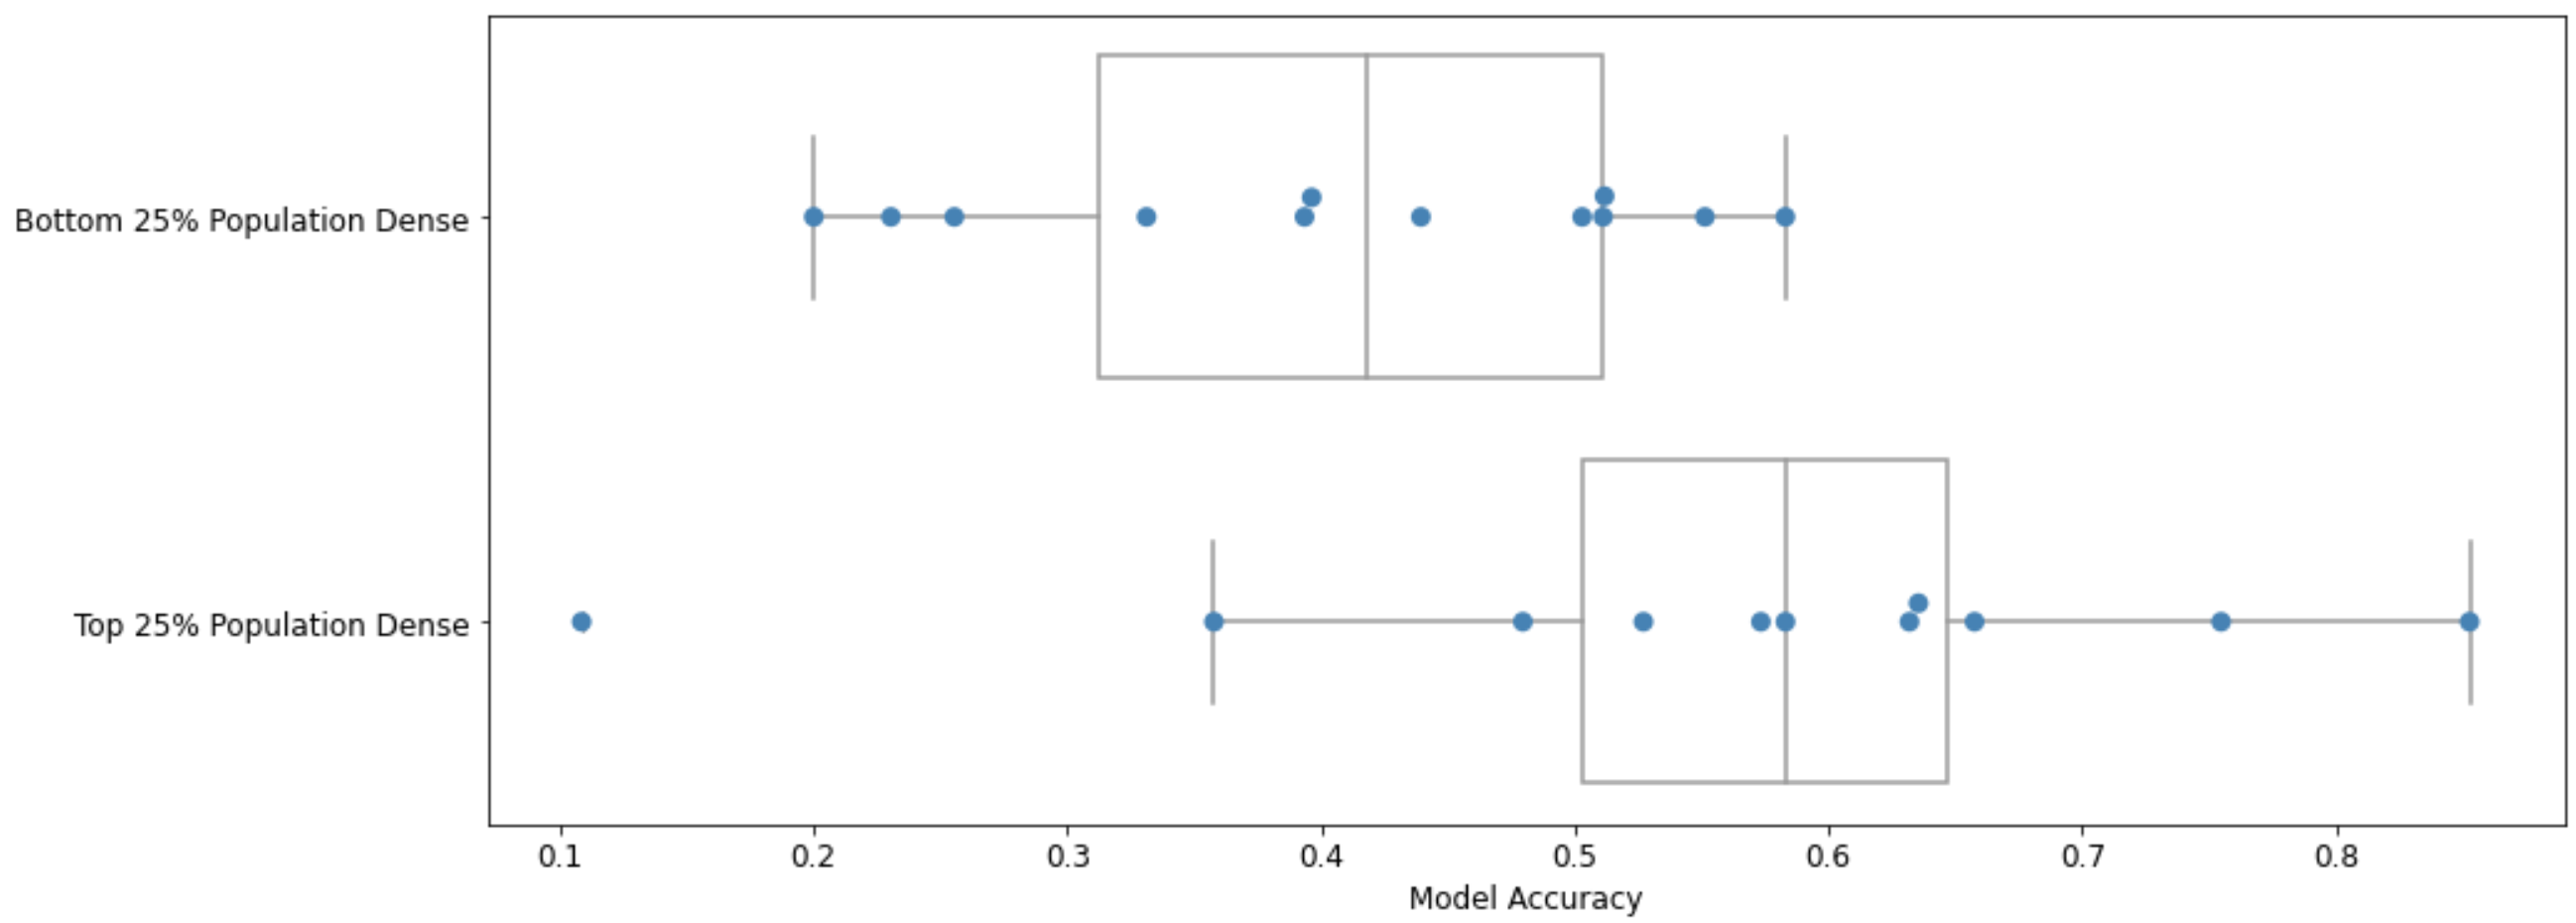 Bottom 25% Population Dense
Top 25% Population Dense
0.1 0.2 0.3 0.4 0.5 0.6 0.7 0.8
Model Accuracy